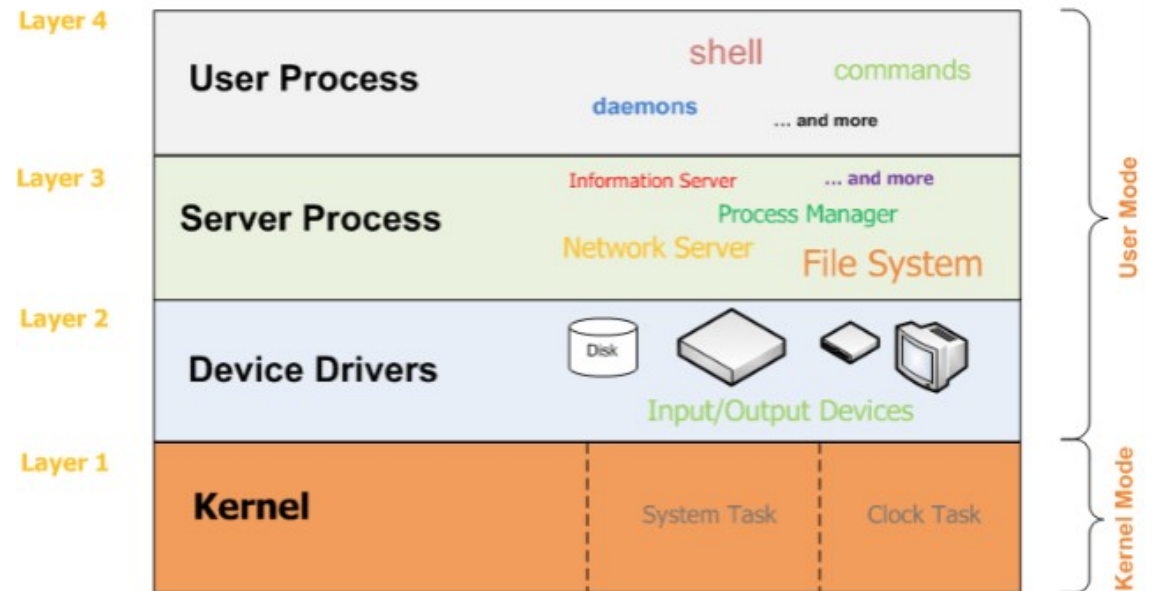 Layer 4
User Process
shell
commands
daemons
... and more
Layer 3
Server Process
Information Server
... and more
Process Manager
Network Server
File System
User Mode
Layer 2
Device Drivers
Disk
Input/Output Devices
Layer 1
Kernel
System Task
Clock Task
Kernel Mode